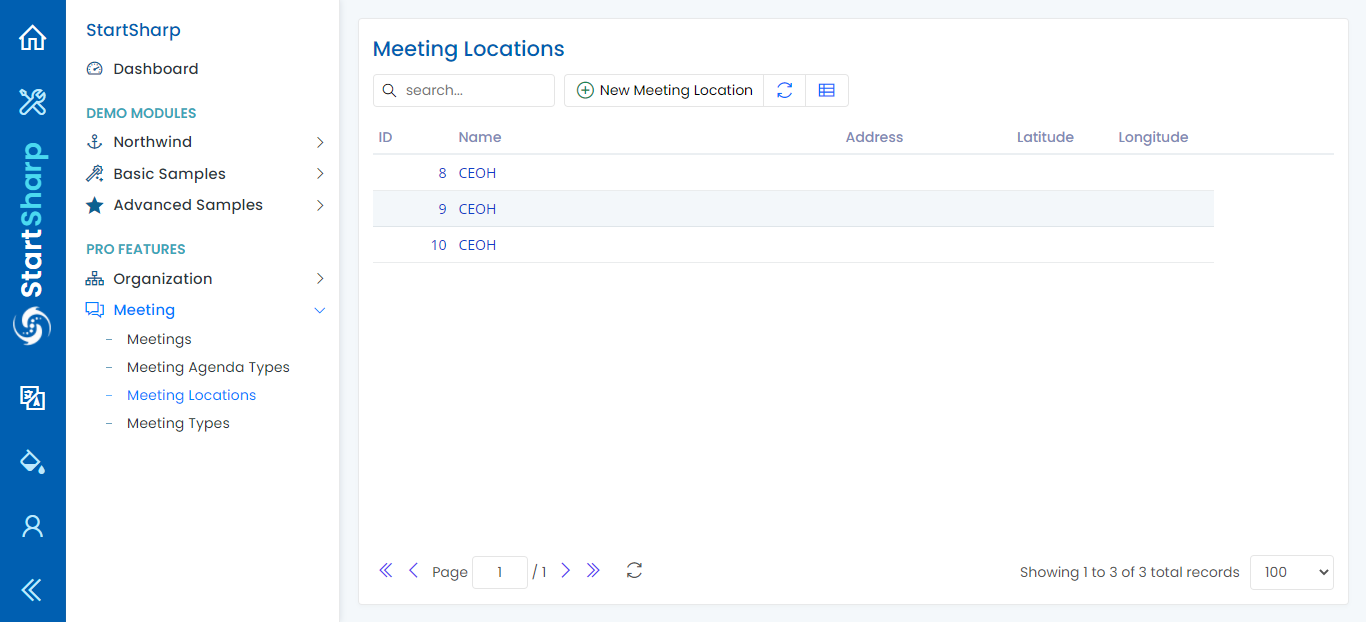 StartSharp
StartSharp
Dashboard
DEMO MODULES
Northwind
Basic Samples
Advanced Samples
PRO FEATURES
Organization
Meeting
Meetings
Meeting Agenda Types
Meeting Locations
Meeting Types
Meeting Locations
search...
New Meeting Location
ID Name Address Latitude Longitude
8 CEOH
9 CEOH
10 CEOH
Page 1 / 1
Showing 1 to 3 of 3 total records 100